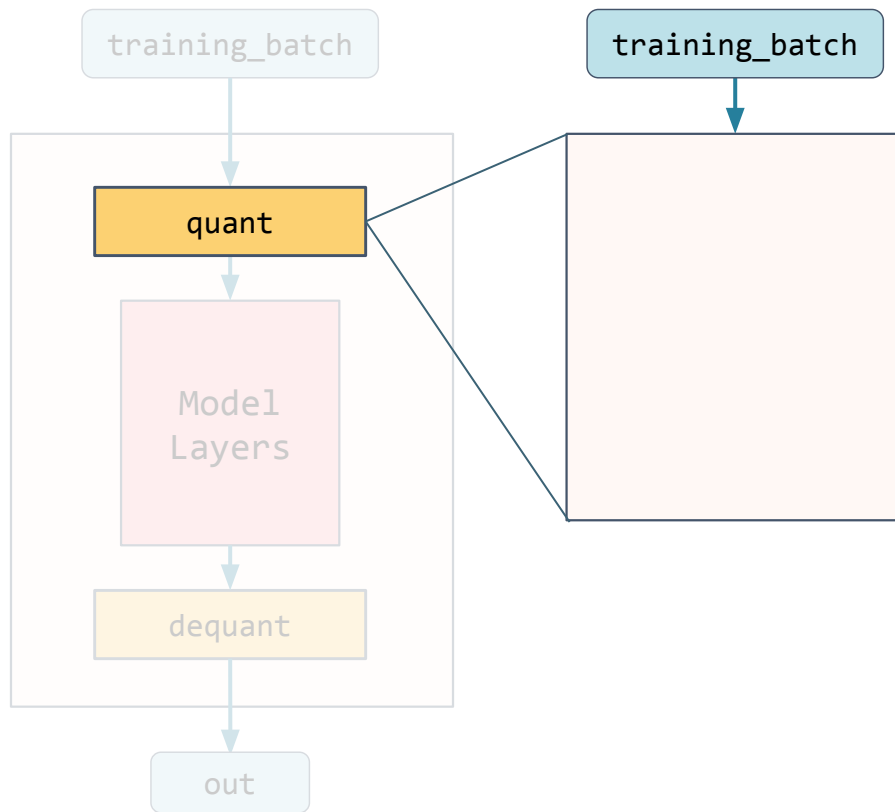 training_batch
training_batch
quant
Model
Layers
dequant
out